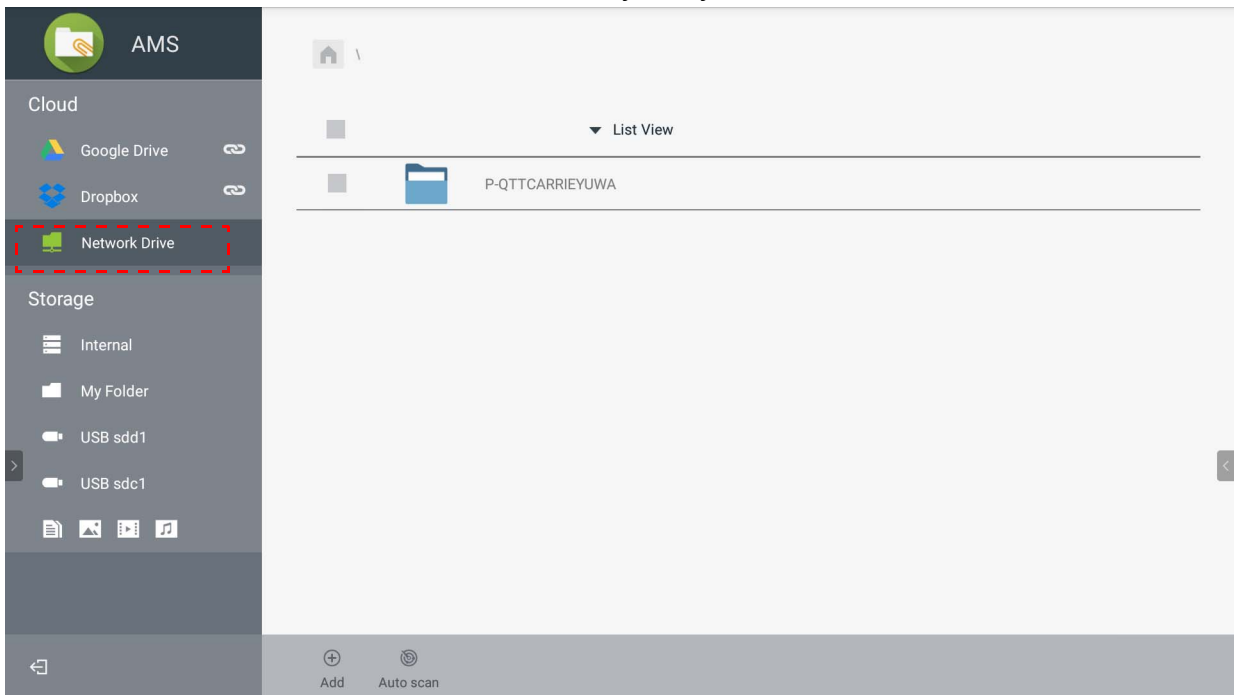 AMS
\
Cloud
Google Drive
Dropbox
Network Drive
Storage
Internal
My Folder
USB sdd1
USB sdc1
List View
P-QTTCARRIEYUWA
Add
Auto scan